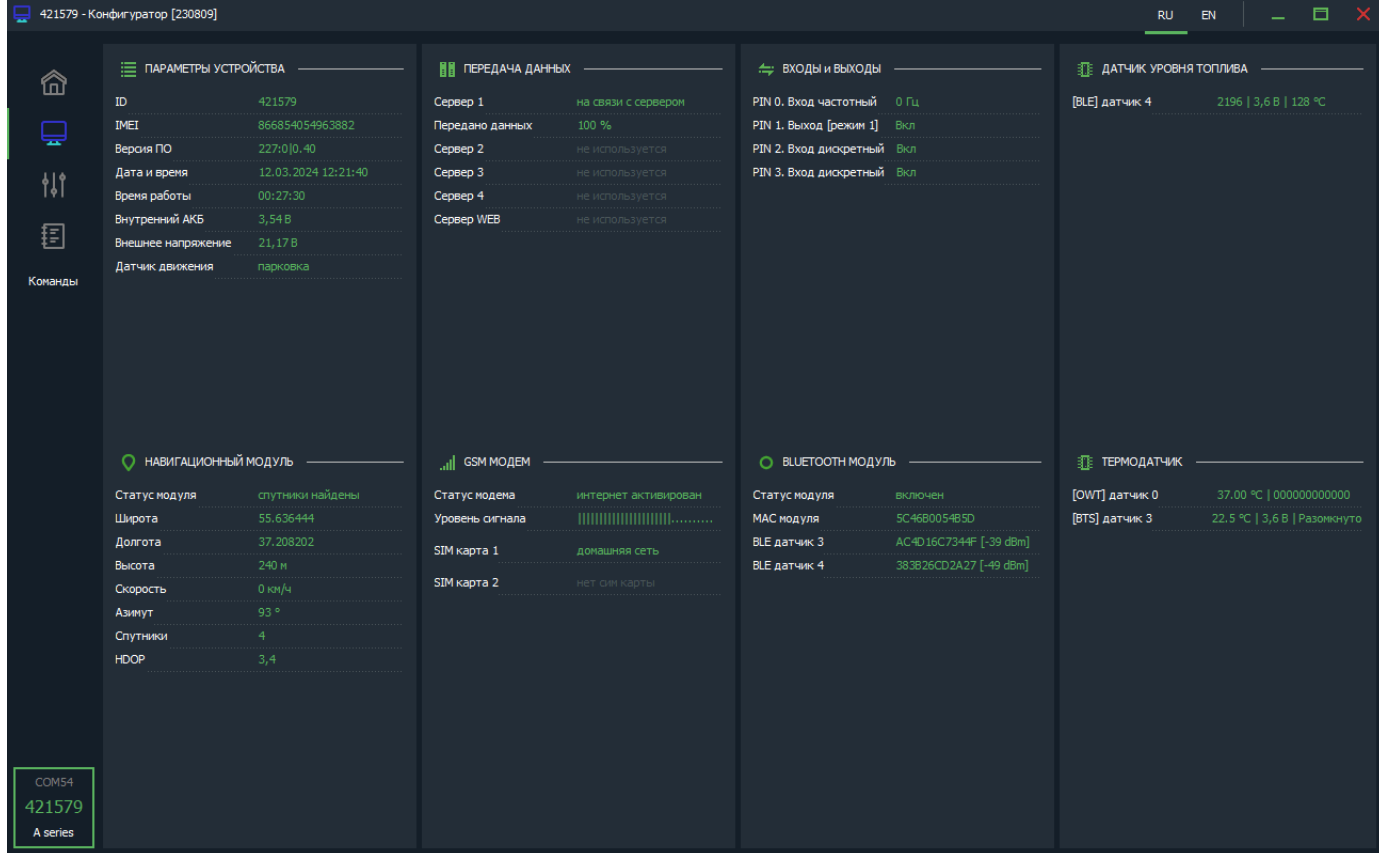 421579 - Конфигуратор [230809]
RU EN
Команды
COM54
421579
A series
ПАРАМЕТРЫ УСТРОЙСТВА
ID 421579
IMEI 866854054963882
Версия ПО 227:0|0.40
Дата и время 12.03.2024 12:21:40
Время работы 00:27:30
Внутренний АКБ 3,54 В
Внешнее напряжение 21,17 В
Датчик движения парковка
ПЕРЕДАЧА ДАННЫХ
Сервер 1 на связи с сервером
Передано данных 100 %
Сервер 2 не используется
Сервер 3 не используется
Сервер 4 не используется
Сервер WEB не используется
ВХОДЫ и ВЫХОДЫ
PIN 0. Вход частотный 0 Гц
PIN 1. Выход [режим 1] Вкл
PIN 2. Вход дискретный Вкл
PIN 3. Вход дискретный Вкл
ДАТЧИК УРОВНЯ ТОПЛИВА
[BLE] датчик 4 2196 | 3,6 В | 128 °C
НАВИГАЦИОННЫЙ МОДУЛЬ
Статус модуля спутники найдены
Широта 55.636444
Долгота 37.208202
Высота 240 м
Скорость 0 км/ч
Азимут 93 °
Спутники 4
HDOP 3,4
GSM МОДЕМ
Статус модема интернет активирован
Уровень сигнала
SIM карта 1 домашняя сеть
SIM карта 2 нет сим карты
BLUETOOTH МОДУЛЬ
Статус модуля включен
MAC модуля 5C46B0054B5D
BLE датчик 3 AC4D16C7344F [-39 dBm]
BLE датчик 4 383B26CD2A27 [-49 dBm]
ТЕРМОДАТЧИК
[OWT] датчик 0 37.00 °C | 000000000000
[BTS] датчик 3 22.5 °C | 3,6 В | Разомкнуто